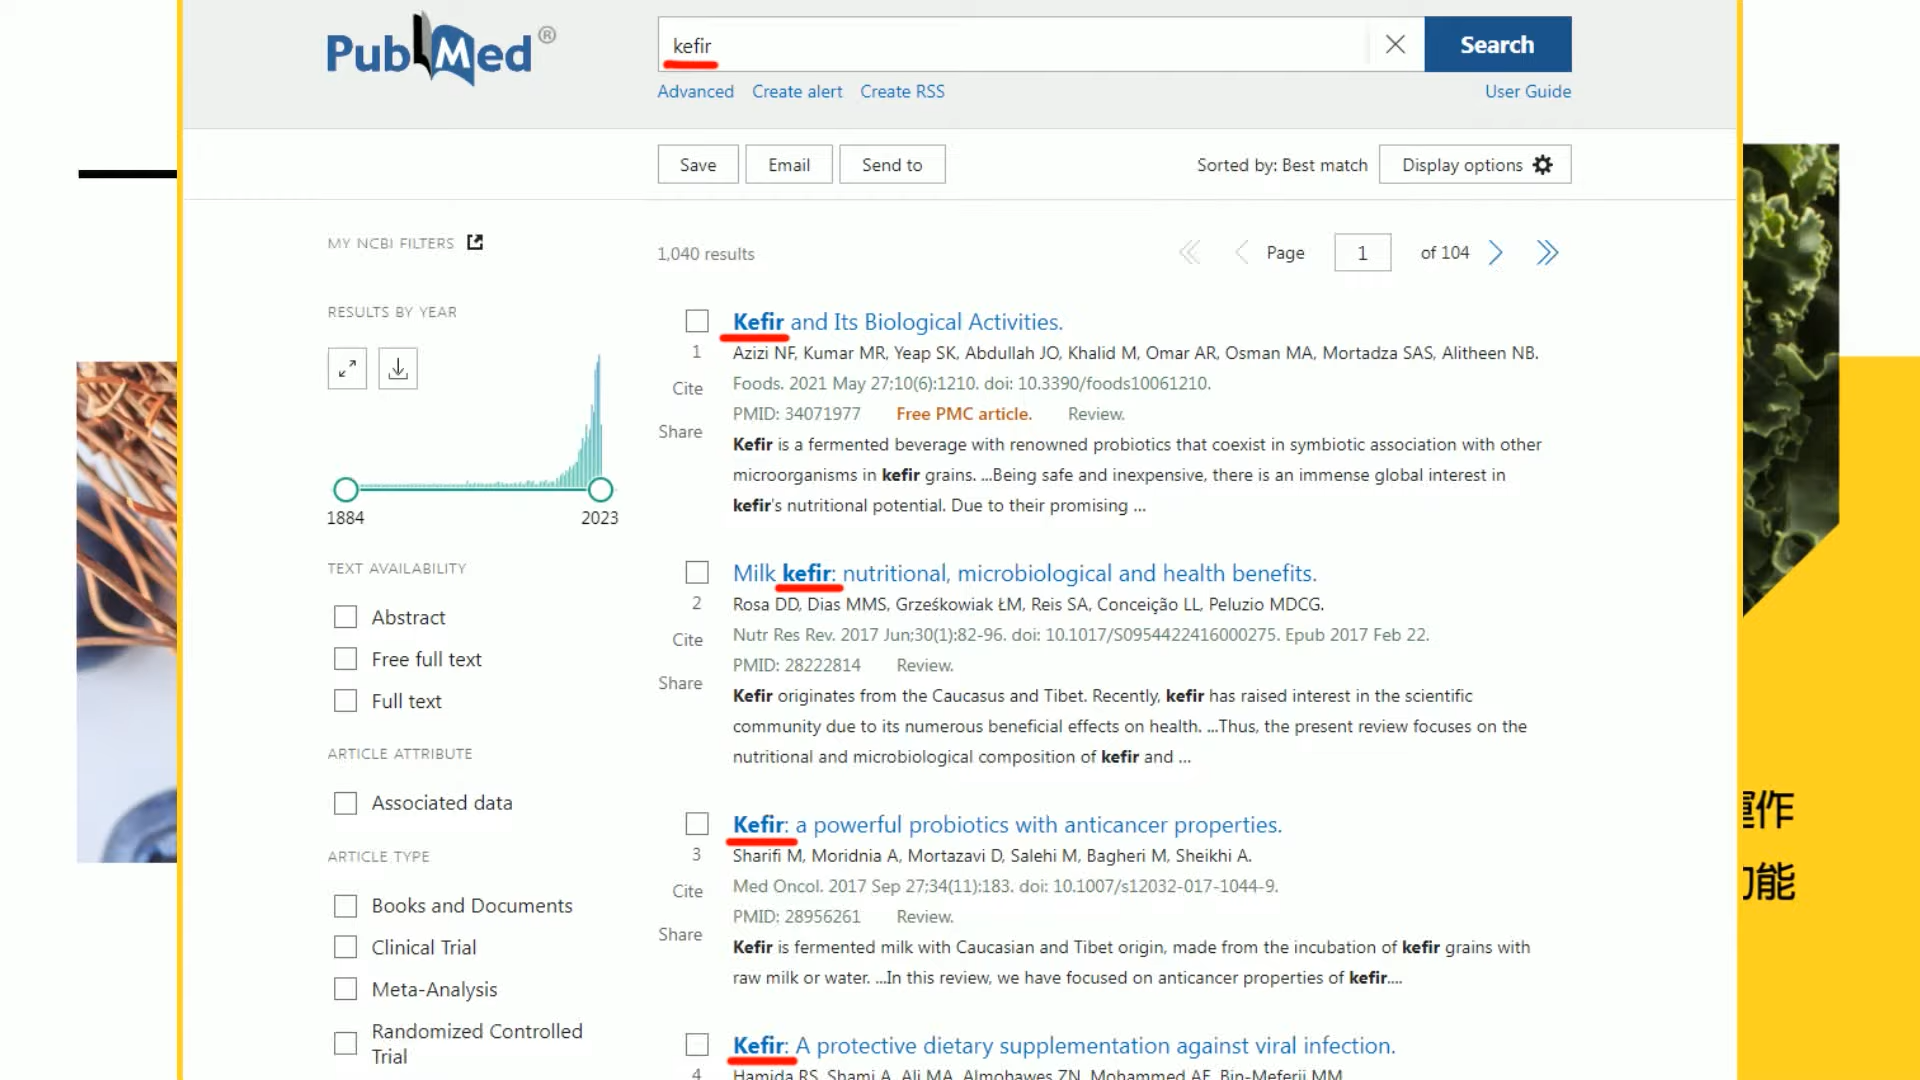 PubMed®
kefir
Search
Advanced Create alert Create RSS
User Guide
Save Email Send to
Sorted by: Best match
Display options
MY NCBI FILTERS
1,040 results
Page 1 of 104
RESULTS BY YEAR
1884 2023
TEXT AVAILABILITY
Abstract
Free full text
Full text
ARTICLE ATTRIBUTE
Associated data
ARTICLE TYPE
Books and Documents
Clinical Trial
Meta-Analysis
Randomized Controlled
Trial
Kefir and Its Biological Activities.
1
Azizi NF, Kumar MR, Yeap SK, Abdullah JO, Khalid M, Omar AR, Osman MA, Mortadza SAS, Alitheen NB.
Cite
Foods. 2021 May 27;10(6):1210. doi: 10.3390/foods10061210.
PMID: 34071977 Free PMC article. Review.
Share
Kefir is a fermented beverage with renowned probiotics that coexist in symbiotic association with other
microorganisms in kefir grains. ...Being safe and inexpensive, there is an immense global interest in
kefir's nutritional potential. Due to their promising ...
Milk kefir: nutritional, microbiological and health benefits.
2
Rosa DD, Dias MMS, Grześkowiak ŁM, Reis SA, Conceição LL, Peluzio MDCG.
Cite
Nutr Res Rev. 2017 Jun;30(1):82-96. doi: 10.1017/S0954422416000275. Epub 2017 Feb 22.
PMID: 28222814 Review.
Share
Kefir originates from the Caucasus and Tibet. Recently, kefir has raised interest in the scientific
community due to its numerous beneficial effects on health. ...Thus, the present review focuses on the
nutritional and microbiological composition of kefir and ...
Kefir: a powerful probiotics with anticancer properties.
3
Sharifi M, Moridnia A, Mortazavi D, Salehi M, Bagheri M, Sheikhi A.
Cite
Med Oncol. 2017 Sep 27;34(11):183. doi: 10.1007/s12032-017-1044-9.
PMID: 28956261 Review.
Share
Kefir is fermented milk with Caucasian and Tibet origin, made from the incubation of kefir grains with
raw milk or water. ...In this review, we have focused on anticancer properties of kefir....
Kefir: A protective dietary supplementation against viral infection.
4
Hamida RS, Shami A, Ali MA, Almohawes ZN, Mohammed AE, Bin-Meferij MM.
作
能